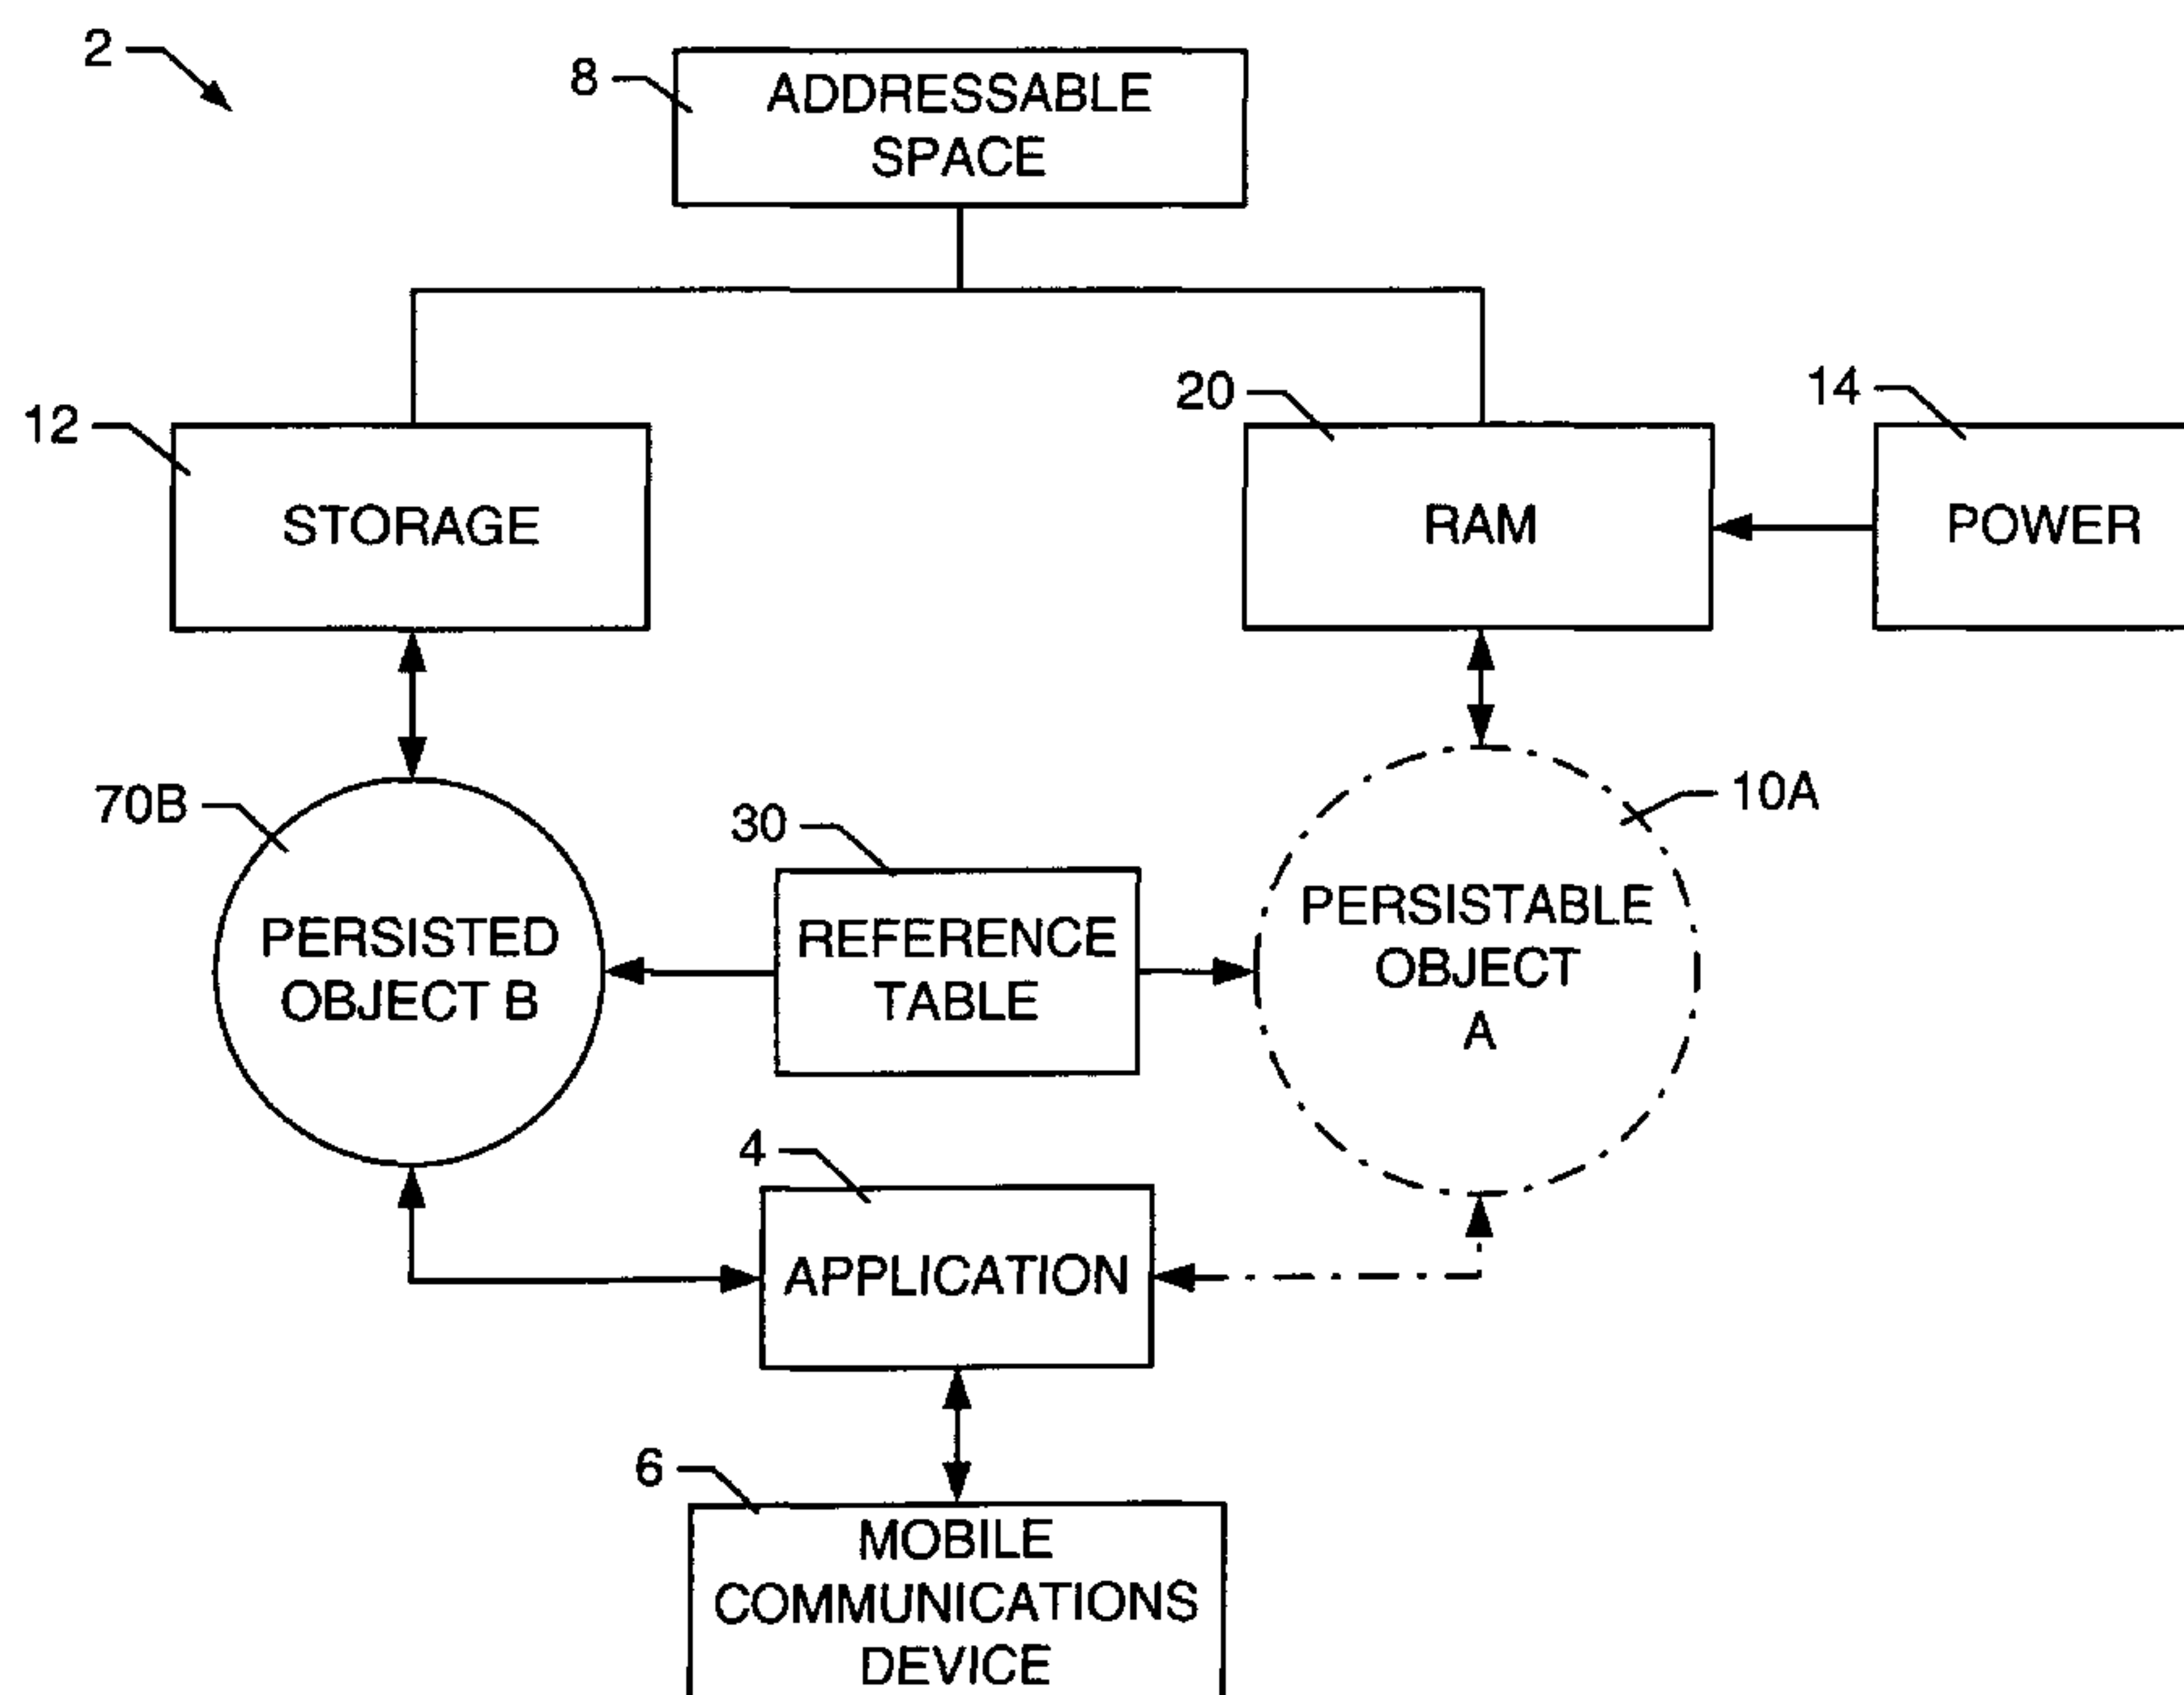 2
8
ADDRESSABLE
SPACE
12
STORAGE
20
RAM
14
POWER
70B
PERSISTED
OBJECT B
30
REFERENCE
TABLE
10A
PERSISTABLE
OBJECT
A
4
APPLICATION
6
MOBILE
COMMUNICATIONS
DEVICE